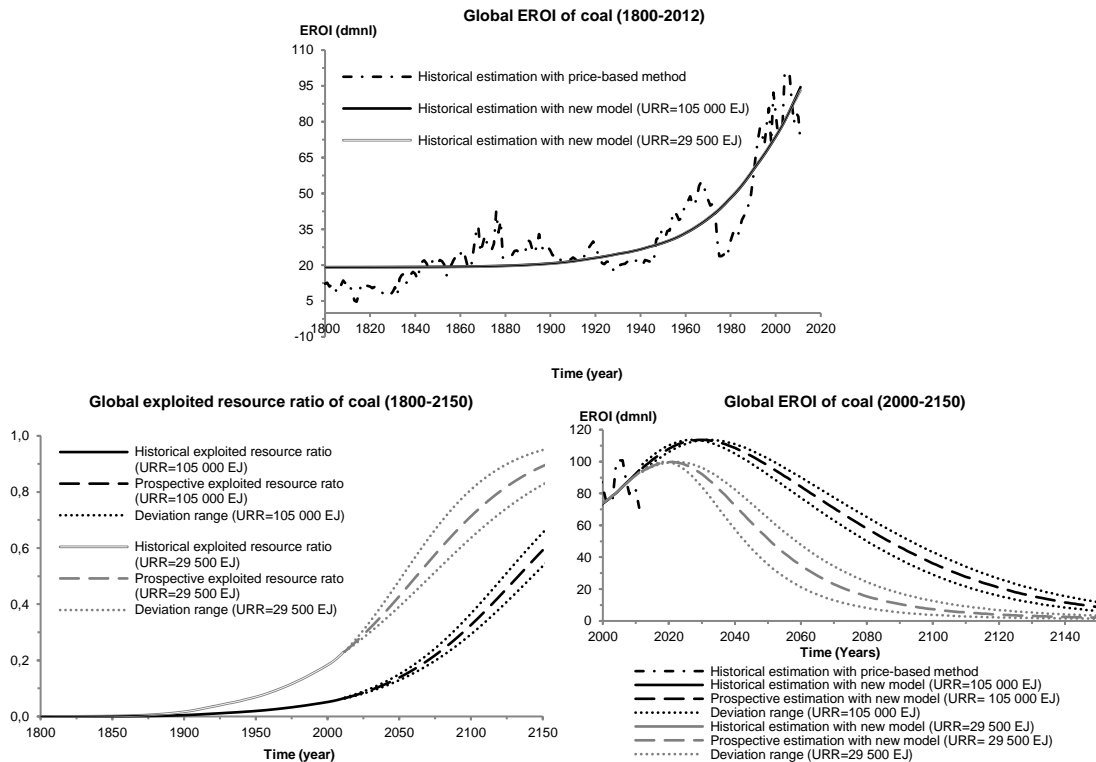 Global EROI of coal (1800-2012)
EROI (dmnl)
110
95
80
65
50
35
20
5
-10
Historical estimation with price-based method
Historical estimation with new model (URR=105 000 EJ)
Historical estimation with new model (URR=29 500 EJ)
1800 1820 1840 1860 1880 1900 1920 1940 1960 1980 2000 2020
Time (year)
Global exploited resource ratio of coal (1800-2150)
1,0
0,8
0,6
0,4
0,2
0,0
Historical exploited resource ratio
(URR=105 000 EJ)
Prospective exploited resource ratio
(URR=105 000 EJ)
Deviation range (URR=105 000 EJ)
Historical exploited resource ratio
(URR=29 500 EJ)
Prospective exploited resource ratio
(URR=29 500 EJ)
Deviation range (URR=29 500 EJ)
1800 1850 1900 1950 2000 2050 2100 2150
Time (year)
Global EROI of coal (2000-2150)
EROI (dmnl)
120
100
80
60
40
20
0
2000 2020 2040 2060 2080 2100 2120 2140
Time (Years)
Historical estimation with price-based method
Historical estimation with new model (URR=105 000 EJ)
Prospective estimation with new model (URR= 105 000 EJ)
Deviation range (URR=105 000 EJ)
Historical estimation with new model (URR=29 500 EJ)
Prospective estimation with new model (URR= 29 500 EJ)
Deviation range (URR=29 500 EJ)